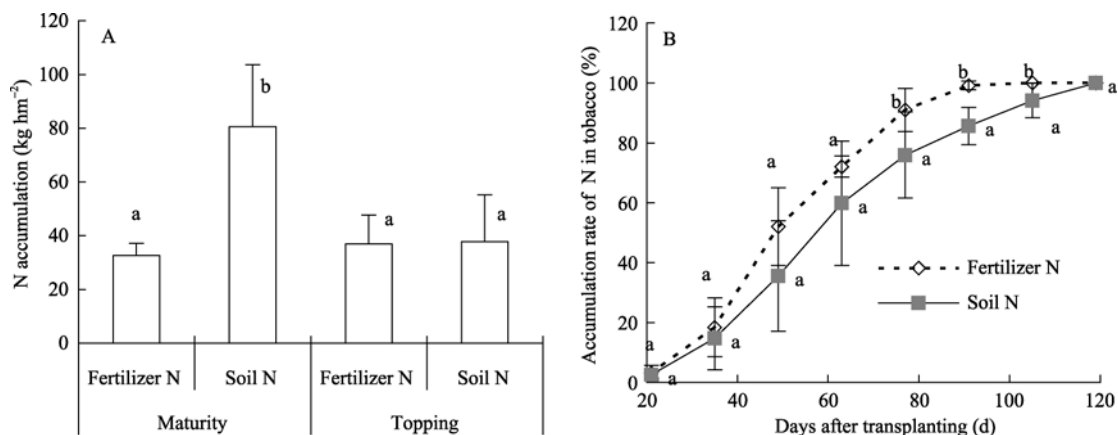 A
N accumulation (kg hm⁻²)
120
100
80
60
40
20
0
a
b
a
a
Fertilizer N
Soil N
Fertilizer N
Soil N
Maturity
Topping
B
Accumulation rate of N in tobacco (%)
120
100
80
60
40
20
0
a
a
a
a
b
b
b
a
a
a
a
a
a
a
a
Fertilizer N
Soil N
20
40
60
80
100
120
Days after transplanting (d)